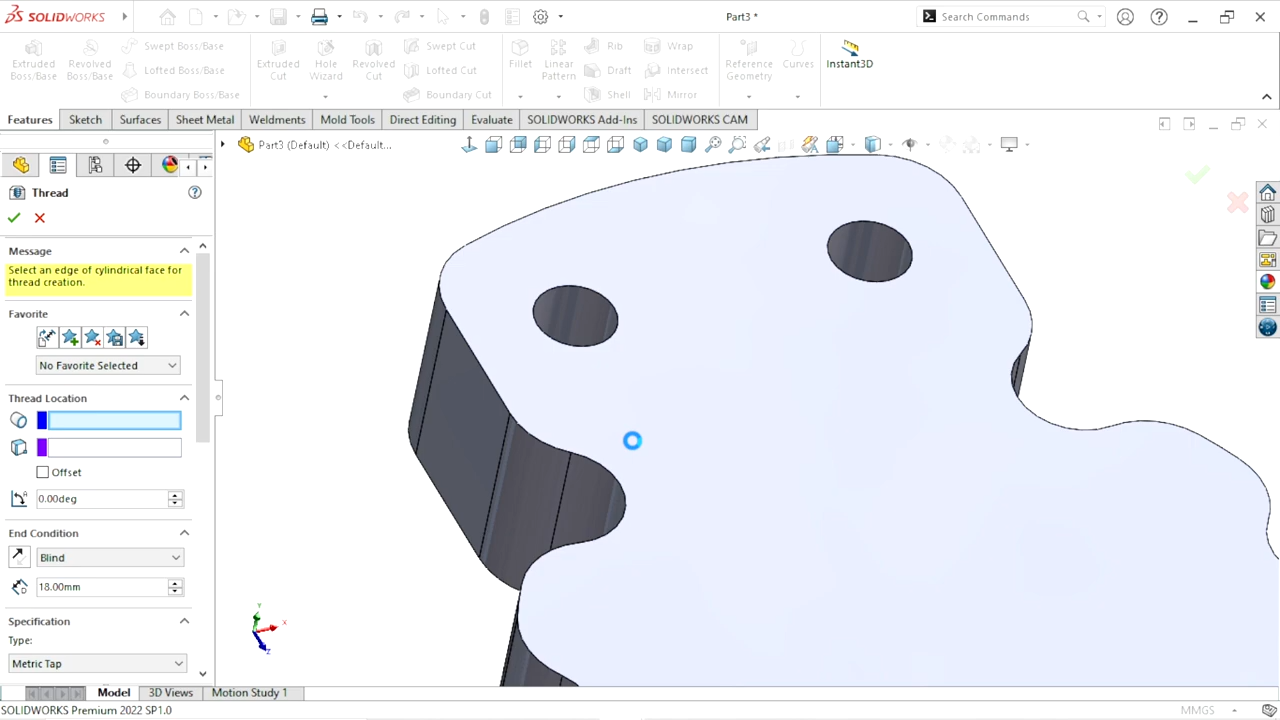 SOLIDWORKS
Part3 *
Search Commands
Extruded Boss/Base
Revolved Boss/Base
Swept Boss/Base
Lofted Boss/Base
Boundary Boss/Base
Extruded Cut
Hole Wizard
Revolved Cut
Swept Cut
Lofted Cut
Boundary Cut
Fillet
Linear Pattern
Rib
Draft
Shell
Wrap
Intersect
Mirror
Reference Geometry
Curves
Instant3D
Features
Sketch
Surfaces
Sheet Metal
Weldments
Mold Tools
Direct Editing
Evaluate
SOLIDWORKS Add-Ins
SOLIDWORKS CAM
Part3 (Default) <<Default...
Thread
Message
Select an edge of cylindrical face for
thread creation.
Favorite
No Favorite Selected
Thread Location
Offset
0.00deg
End Condition
Blind
18.00mm
Specification
Type:
Metric Tap
Y
X
Z
Model
3D Views
Motion Study 1
SOLIDWORKS Premium 2022 SP1.0
MMGS